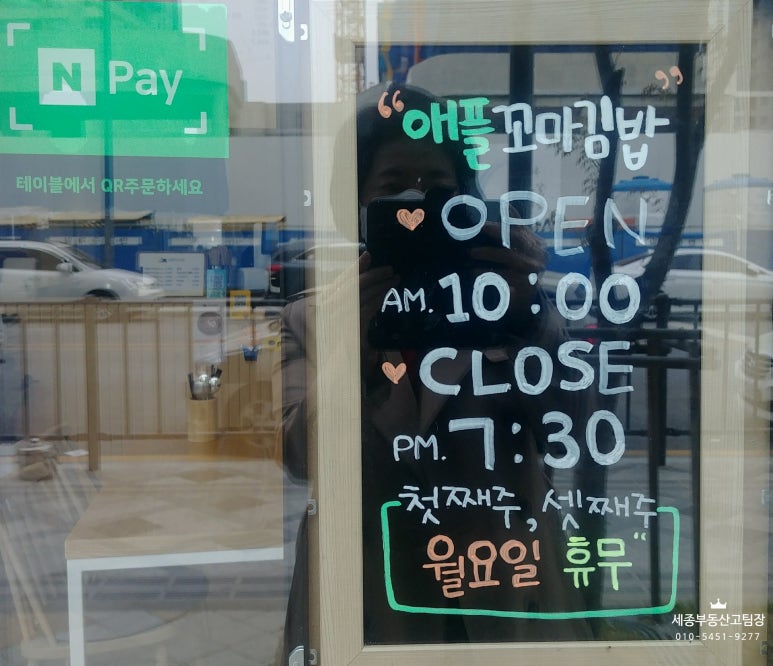 N Pay
테이블에서 QR주문하세요
"애플꼬마김밥"
OPEN
AM. 10:00
CLOSE
PM. 7:30
첫째주, 셋째주
월요일 휴무"
세종부동산고팀장
010-5451-9277